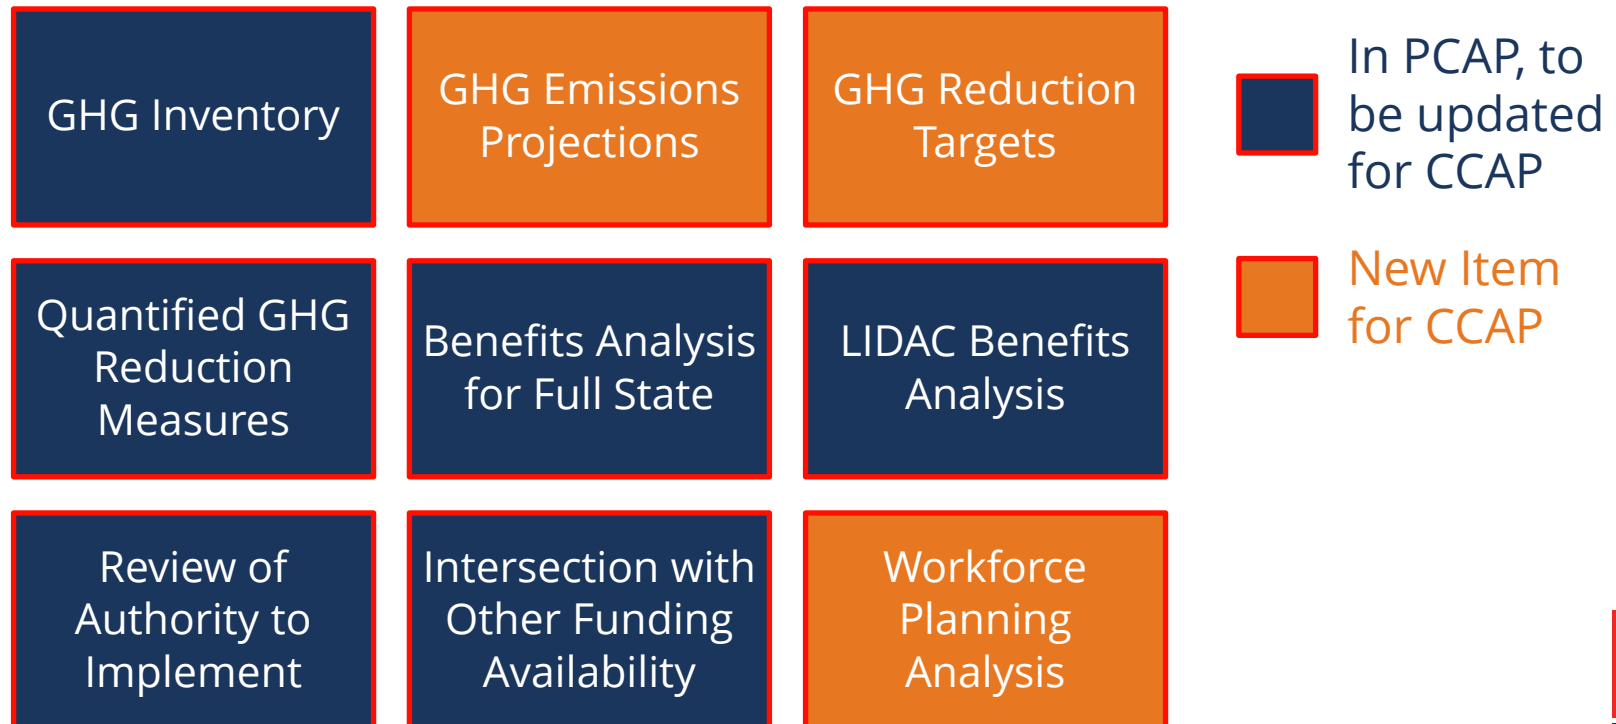 GHG Inventory
GHG Emissions
Projections
GHG Reduction
Targets
In PCAP, to
be updated
for CCAP
New Item
for CCAP
Quantified GHG
Reduction
Measures
Benefits Analysis
for Full State
LIDAC Benefits
Analysis
Review of
Authority to
Implement
Intersection with
Other Funding
Availability
Workforce
Planning
Analysis